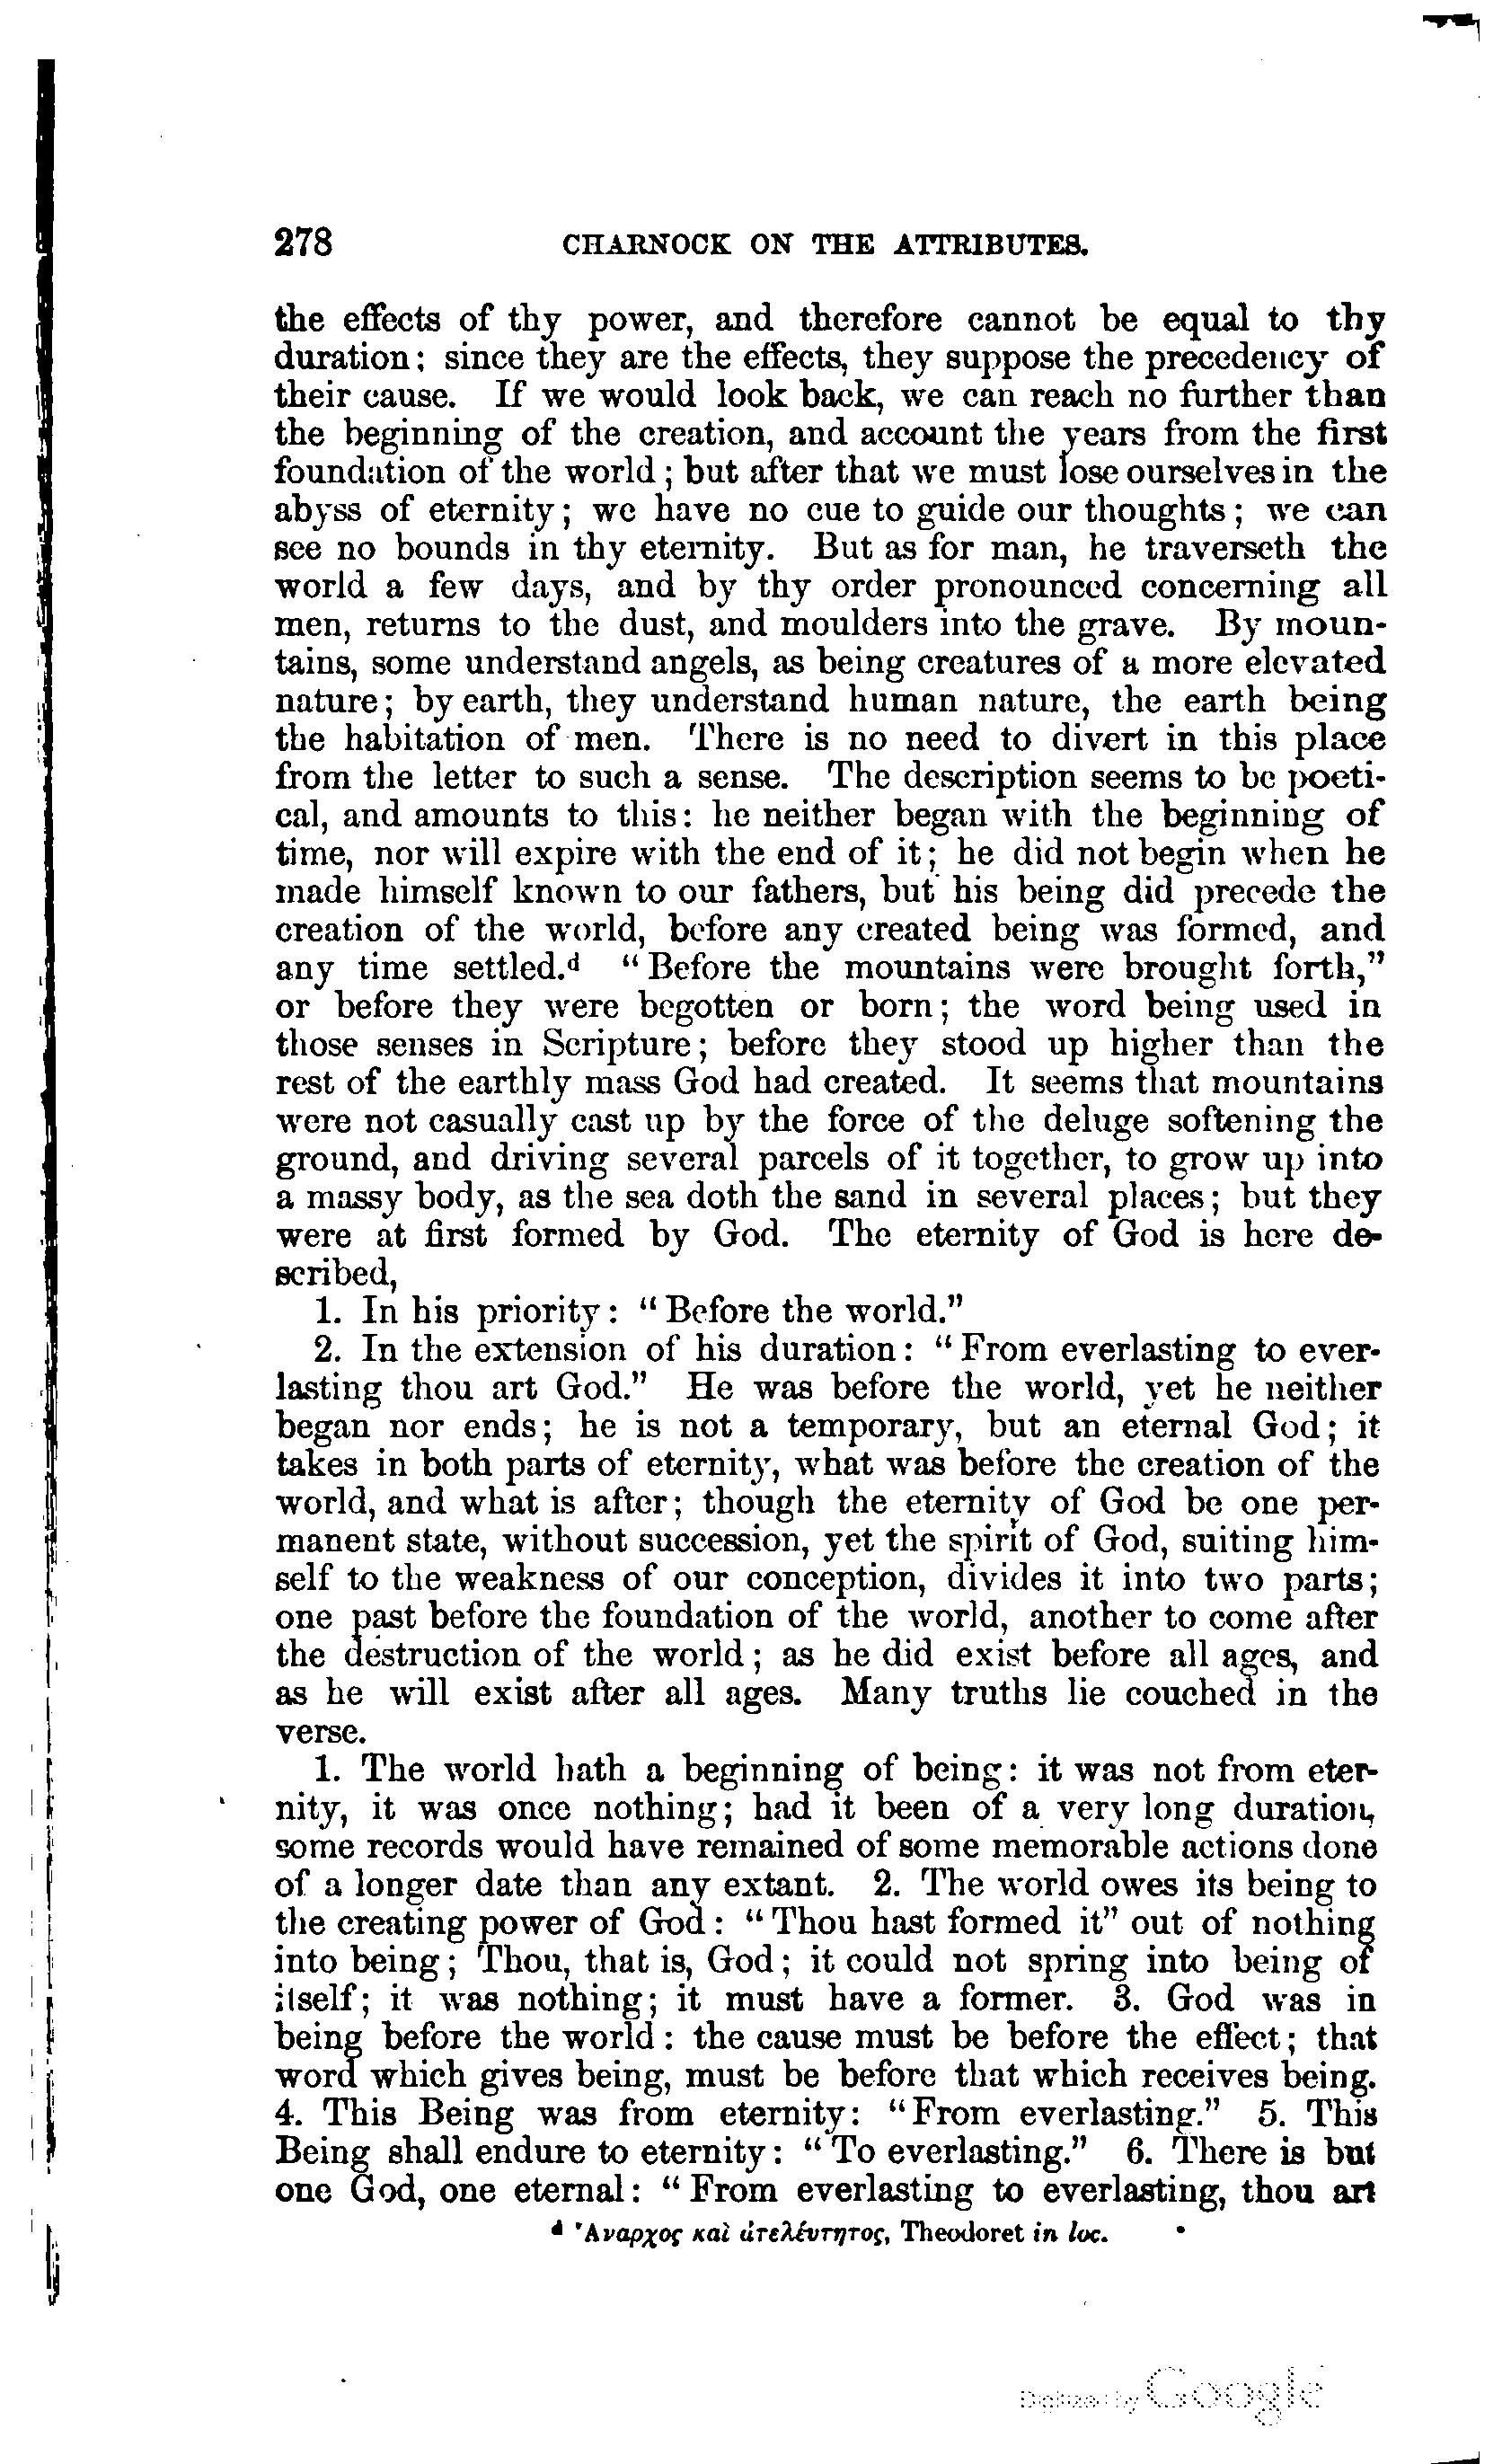 278 CHARNOCK ON THE ATTRIBUTES.
the effects of thy power, and therefore cannot be equal to thy
duration; since they are the effects, they suppose the precedency of
their cause. If we would look back, we can reach no further than
the beginning of the creation, and account the years from the first
foundation of the world; but after that we must lose ourselves in the
abyss of eternity; we have no cue to guide our thoughts; we can
see no bounds in thy eternity. But as for man, he traverseth the
world a few days, and by thy order pronounced concerning all
men, returns to the dust, and moulders into the grave. By moun-
tains, some understand angels, as being creatures of a more elevated
nature; by earth, they understand human nature, the earth being
the habitation of men. There is no need to divert in this place
from the letter to such a sense. The description seems to be poeti-
cal, and amounts to this: he neither began with the beginning of
time, nor will expire with the end of it; he did not begin when he
made himself known to our fathers, but his being did precede the
creation of the world, before any created being was formed, and
any time settled.ᵈ "Before the mountains were brought forth,"
or before they were begotten or born; the word being used in
those senses in Scripture; before they stood up higher than the
rest of the earthly mass God had created. It seems that mountains
were not casually cast up by the force of the deluge softening the
ground, and driving several parcels of it together, to grow up into
a massy body, as the sea doth the sand in several places; but they
were at first formed by God. The eternity of God is here de-
scribed,
1. In his priority: "Before the world."
2. In the extension of his duration: "From everlasting to ever-
lasting thou art God." He was before the world, yet he neither
began nor ends; he is not a temporary, but an eternal God; it
takes in both parts of eternity, what was before the creation of the
world, and what is after; though the eternity of God be one per-
manent state, without succession, yet the spirit of God, suiting him-
self to the weakness of our conception, divides it into two parts;
one past before the foundation of the world, another to come after
the destruction of the world; as he did exist before all ages, and
as he will exist after all ages. Many truths lie couched in the
verse.
1. The world hath a beginning of being: it was not from eter-
nity, it was once nothing; had it been of a very long duration,
some records would have remained of some memorable actions done
of a longer date than any extant. 2. The world owes its being to
the creating power of God: "Thou hast formed it" out of nothing
into being; Thou, that is, God; it could not spring into being of
itself; it was nothing; it must have a former. 3. God was in
being before the world: the cause must be before the effect; that
word which gives being, must be before that which receives being.
4. This Being was from eternity: "From everlasting." 5. This
Being shall endure to eternity: "To everlasting." 6. There is but
one God, one eternal: "From everlasting to everlasting, thou art
ᵈ Ἄναρχος καὶ ἀτελέυτητος, Theodoret in loc.
Digitized by Google